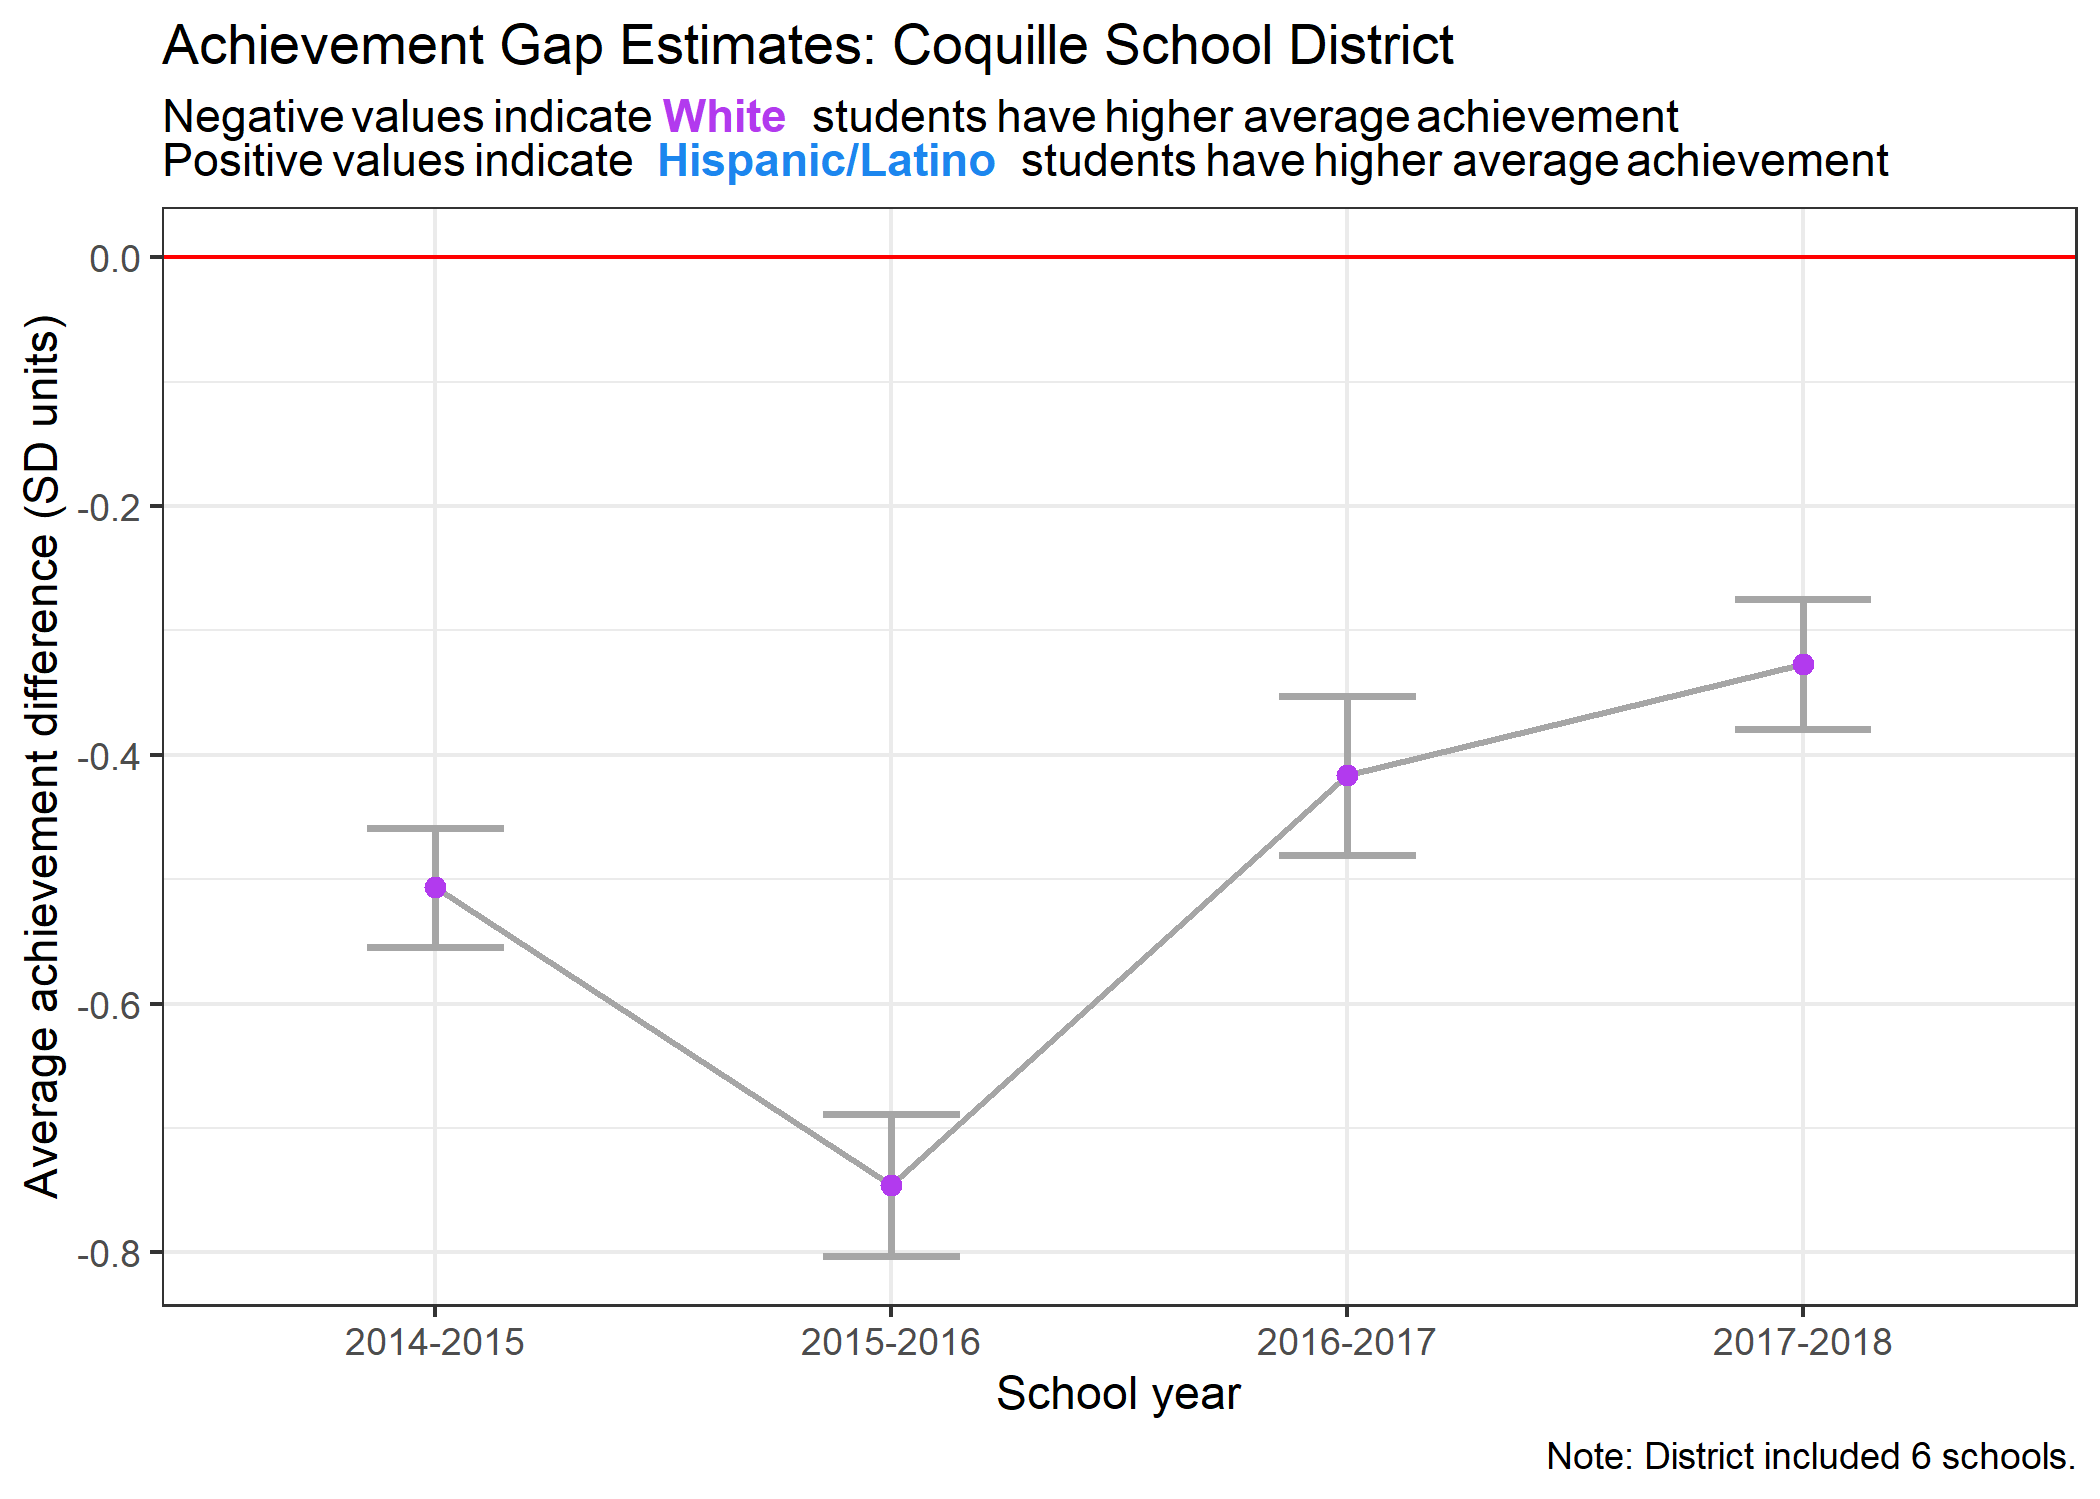 Achievement Gap Estimates: Coquille School District
Negative values indicate White students have higher average achievement
Positive values indicate Hispanic/Latino students have higher average achievement
Average achievement difference (SD units)
0.0
-0.2
-0.4
-0.6
-0.8
2014-2015 2015-2016 2016-2017 2017-2018
School year
Note: District included 6 schools.